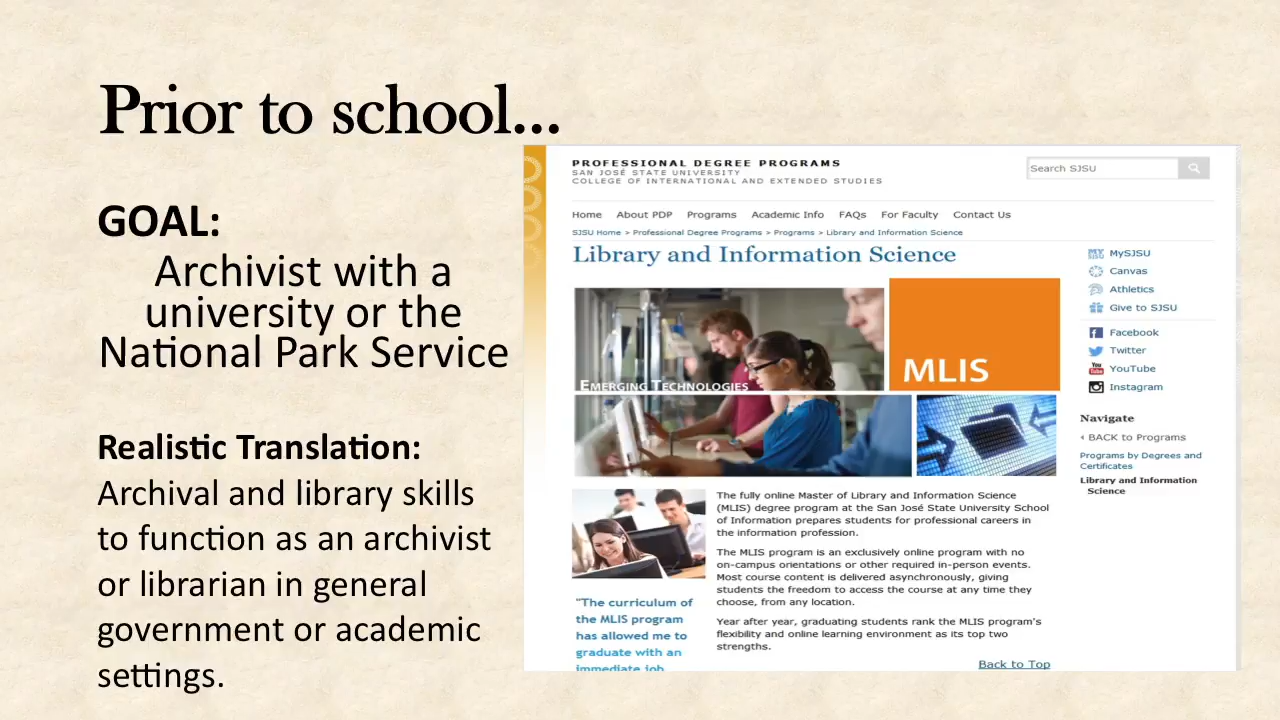 Prior to school...
GOAL:
Archivist with a
university or the
National Park Service
Realistic Translation:
Archival and library skills
to function as an archivist
or librarian in general
government or academic
settings.
PROFESSIONAL DEGREE PROGRAMS
SAN JOSÉ STATE UNIVERSITY
COLLEGE OF INTERNATIONAL AND EXTENDED STUDIES
Search SJSU
Home About PDP Programs Academic Info FAQs For Faculty Contact Us
SJSU Home > Professional Degree Programs > Programs > Library and Information Science
Library and Information Science
EMERGING TECHNOLOGIES
MLIS
The fully online Master of Library and Information Science
(MLIS) degree program at the San José State University School
of Information prepares students for professional careers in
the information profession.
The MLIS program is an exclusively online program with no
on-campus orientations or other required in-person events.
Most course content is delivered asynchronously, giving
students the freedom to access the course at any time they
choose, from any location.
Year after year, graduating students rank the MLIS program's
flexibility and online learning environment as its top two
strengths.
Back to Top
"The curriculum of
the MLIS program
has allowed me to
graduate with an
immediate job,
MySJSU
Canvas
Athletics
Give to SJSU
Facebook
Twitter
You Tube YouTube
Instagram
Navigate
BACK to Programs
Programs by Degrees and
Certificates
Library and Information
Science